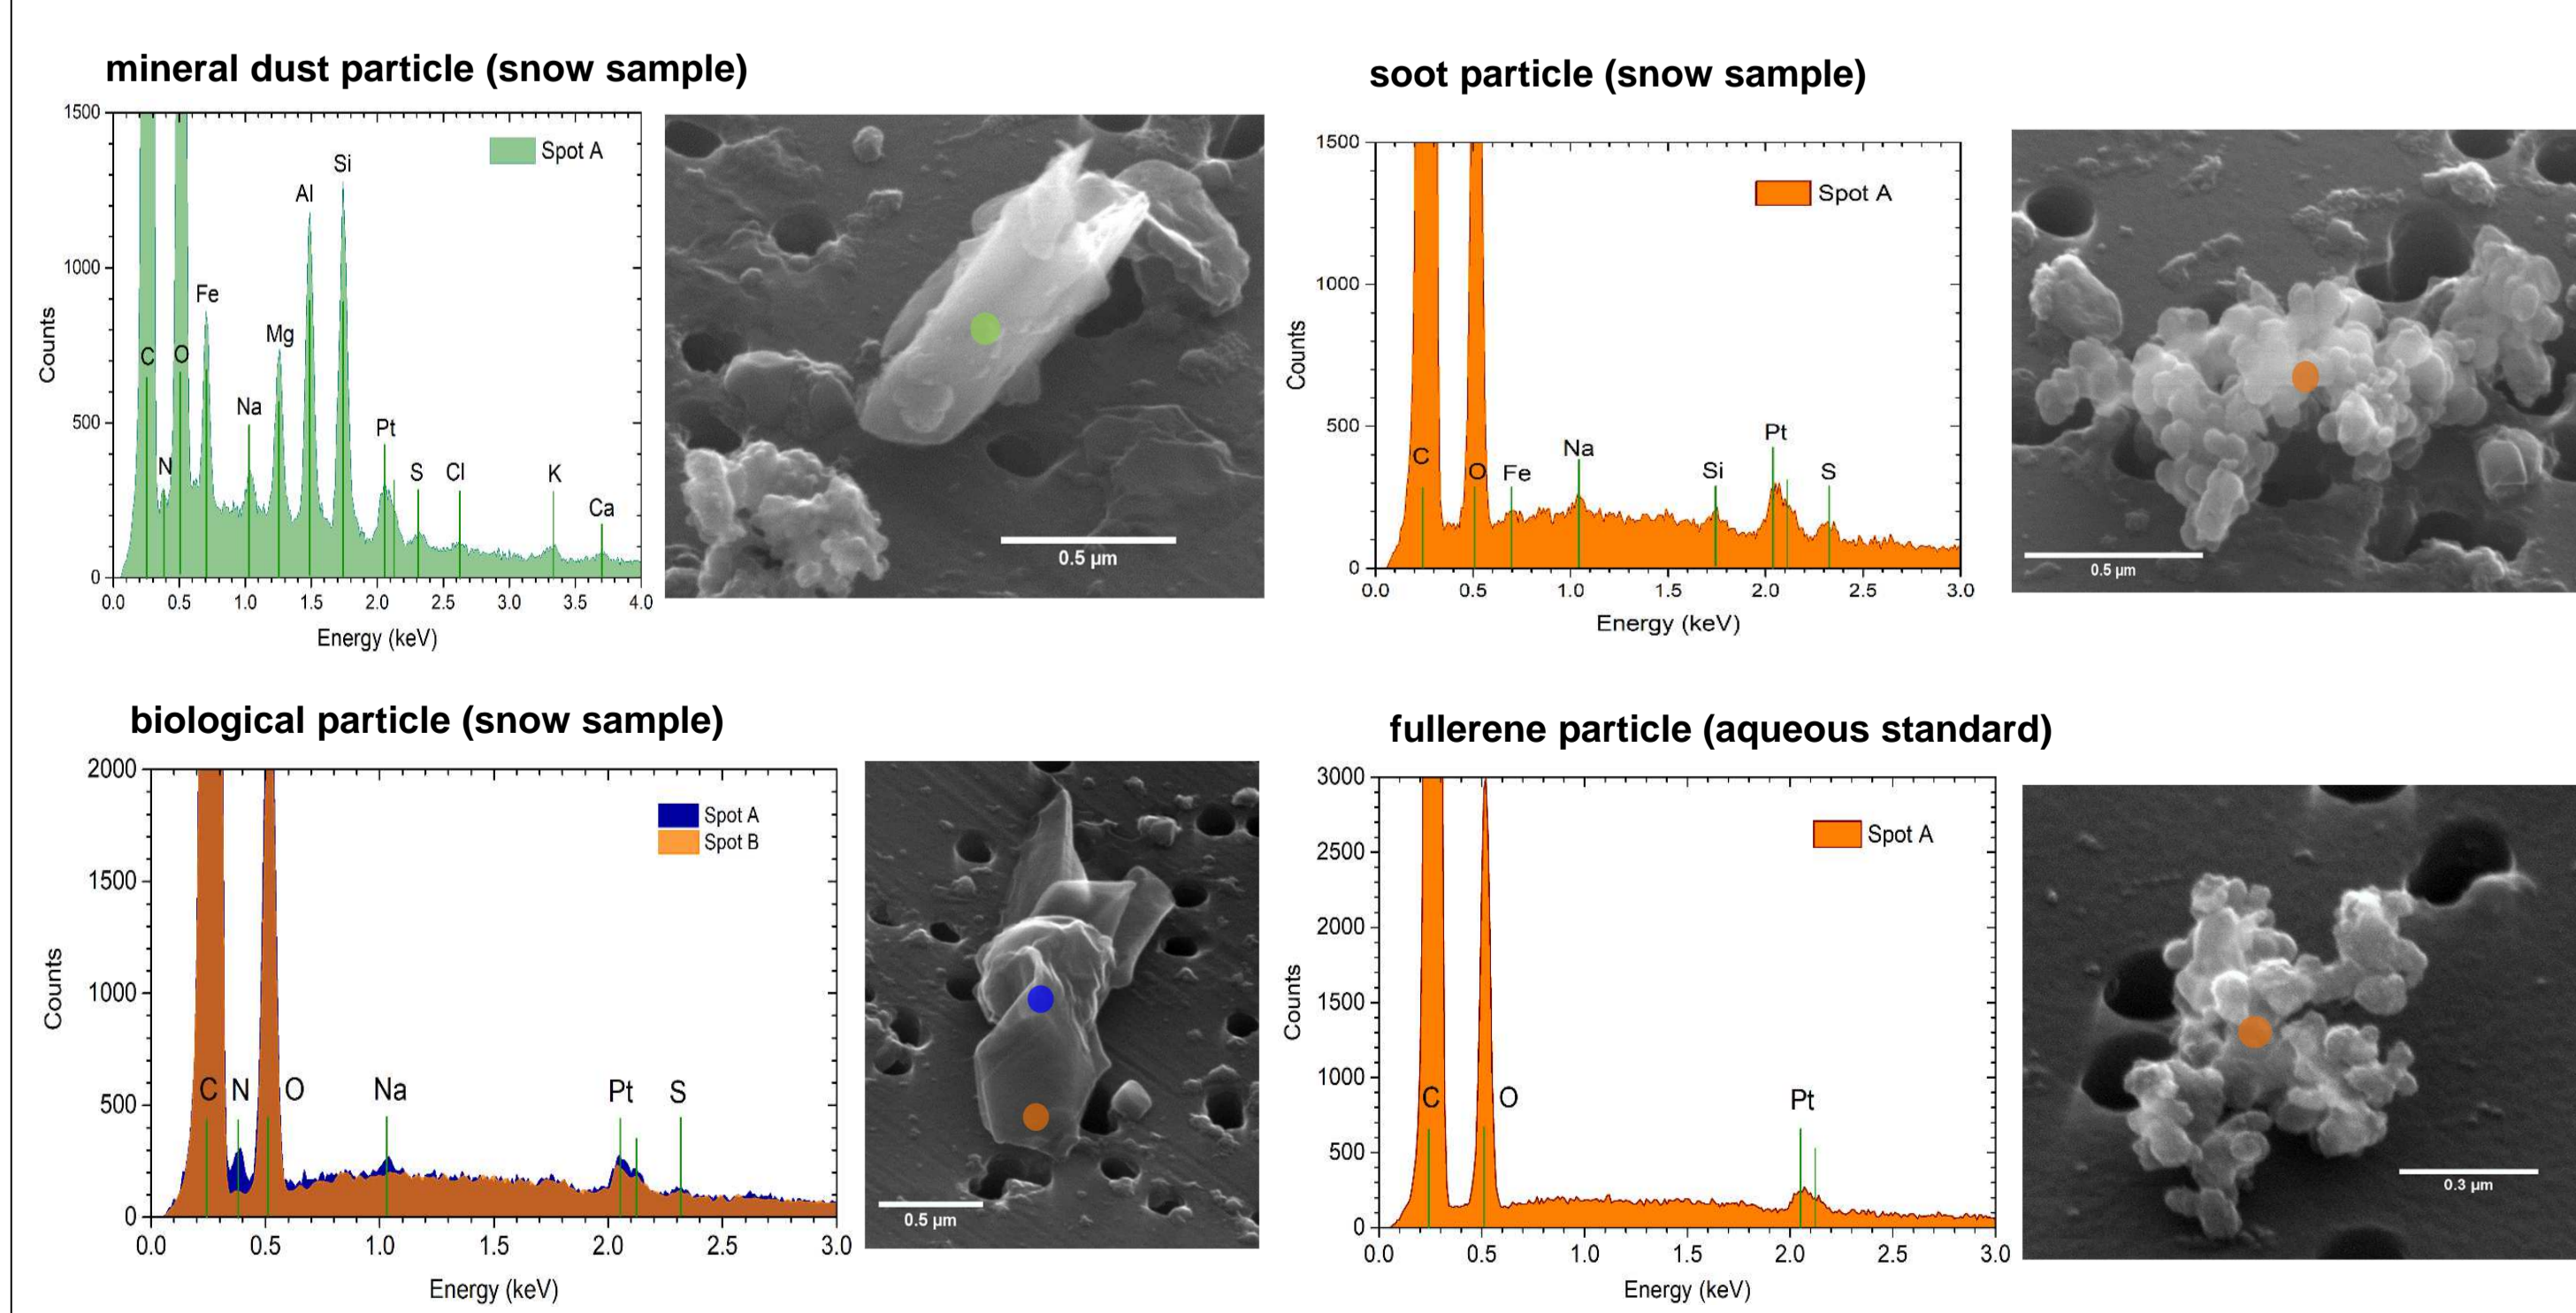 mineral dust particle (snow sample)
1500
1000
500
0
Counts
Spot A
C
N
O
Fe
Na
Mg
Al
Si
Pt
S
Cl
K
Ca
0.0 0.5 1.0 1.5 2.0 2.5 3.0 3.5 4.0
Energy (keV)
0.5 µm
soot particle (snow sample)
1500
1000
500
0
Counts
Spot A
C
O
Fe
Na
Si
Pt
S
0.0 0.5 1.0 1.5 2.0 2.5 3.0
Energy (keV)
0.5 µm
biological particle (snow sample)
2000
1500
1000
500
0
Counts
Spot A
Spot B
C N O Na Pt S
0.0 0.5 1.0 1.5 2.0 2.5 3.0
Energy (keV)
0.5 µm
fullerene particle (aqueous standard)
3000
2500
2000
1500
1000
500
0
Counts
Spot A
C O Pt
0.0 0.5 1.0 1.5 2.0 2.5 3.0
Energy (keV)
0.3 µm